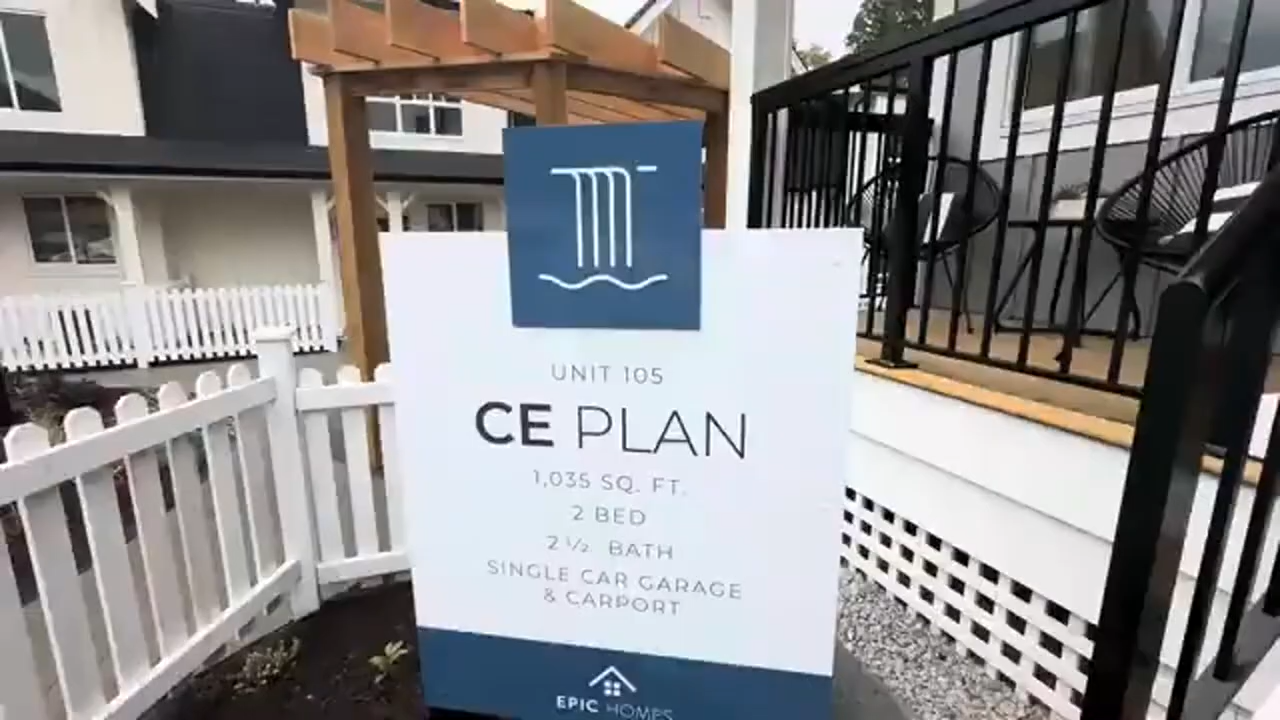 UNIT 105
CE PLAN
1,035 SQ. FT.
2 BED
2 ½ BATH
SINGLE CAR GARAGE
& CARPORT
EPIC HOMES